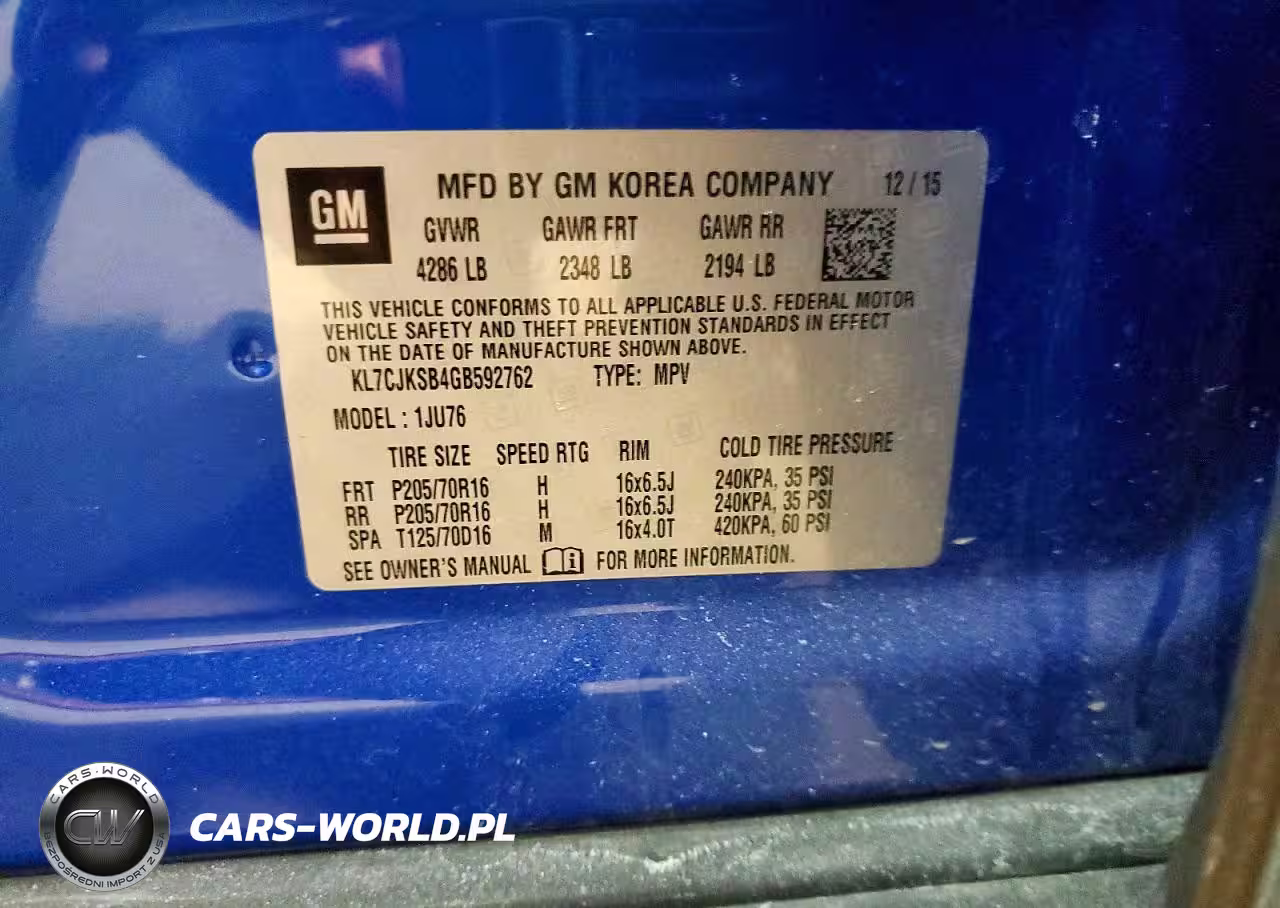 GM
MFD BY GM KOREA COMPANY 12 / 15
GVWR GAWR FRT GAWR RR
4286 LB 2348 LB 2194 LB
THIS VEHICLE CONFORMS TO ALL APPLICABLE U.S. FEDERAL MOTOR
VEHICLE SAFETY AND THEFT PREVENTION STANDARDS IN EFFECT
ON THE DATE OF MANUFACTURE SHOWN ABOVE.
KL7CJKSB4GB592762 TYPE: MPV
MODEL : 1JU76
TIRE SIZE SPEED RTG RIM COLD TIRE PRESSURE
FRT P205/70R16 H 16x6.5J 240KPA, 35 PSI
RR P205/70R16 H 16x6.5J 240KPA, 35 PSI
SPA T125/70D16 M 16x4.0T 420KPA, 60 PSI
SEE OWNER'S MANUAL FOR MORE INFORMATION.
CARS-WORLD
CW
BEZPOŚREDNI IMPORT Z USA
CARS-WORLD.PL